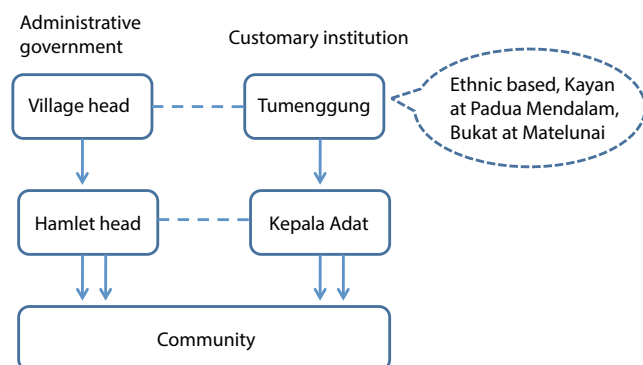 Administrative
government
Customary institution
Village head
Tumenggung
Ethnic based, Kayan
at Padua Mendalam,
Bukat at Matelunai
Hamlet head
Kepala Adat
Community